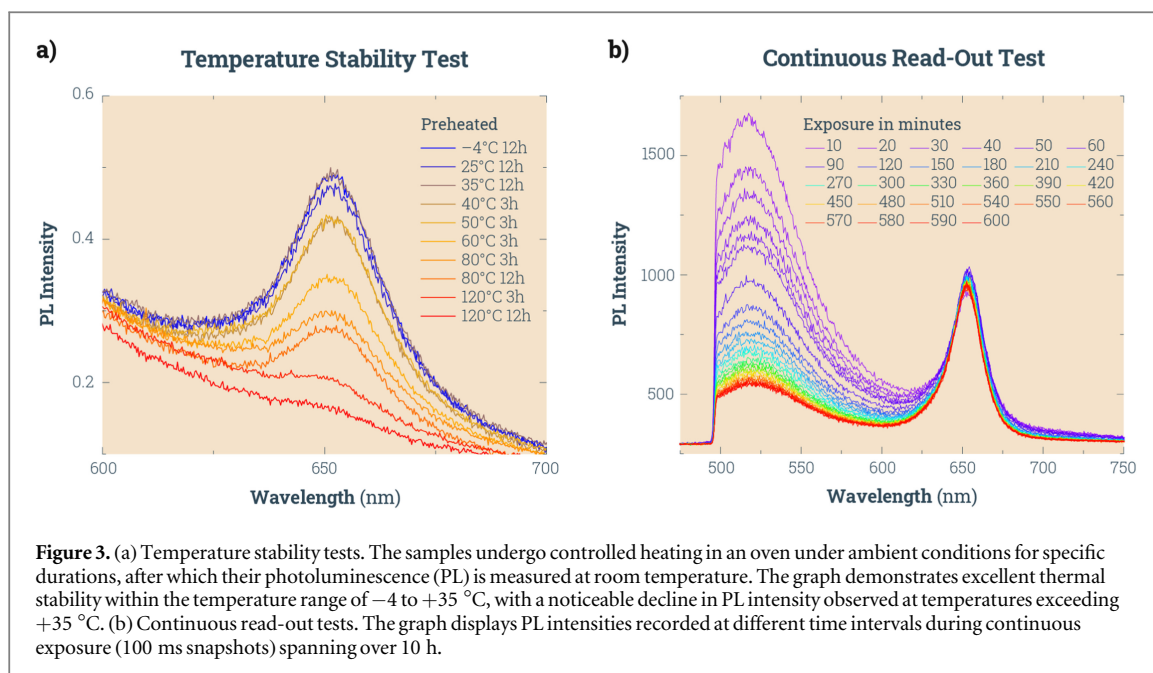 a)
Temperature Stability Test
0.6
0.4
0.2
PL Intensity
Preheated
−4°C 12h
25°C 12h
35°C 12h
40°C 3h
50°C 3h
60°C 3h
80°C 3h
80°C 12h
120°C 3h
120°C 12h
600 650 700
Wavelength (nm)
b)
Continuous Read-Out Test
1500
1000
500
PL Intensity
Exposure in minutes
10 20 30 40 50 60
90 120 150 180 210 240
270 300 330 360 390 420
450 480 510 540 550 560
570 580 590 600
500 550 600 650 700 750
Wavelength (nm)
Figure 3. (a) Temperature stability tests. The samples undergo controlled heating in an oven under ambient conditions for specific
durations, after which their photoluminescence (PL) is measured at room temperature. The graph demonstrates excellent thermal
stability within the temperature range of −4 to +35 °C, with a noticeable decline in PL intensity observed at temperatures exceeding
+35 °C. (b) Continuous read-out tests. The graph displays PL intensities recorded at different time intervals during continuous
exposure (100 ms snapshots) spanning over 10 h.